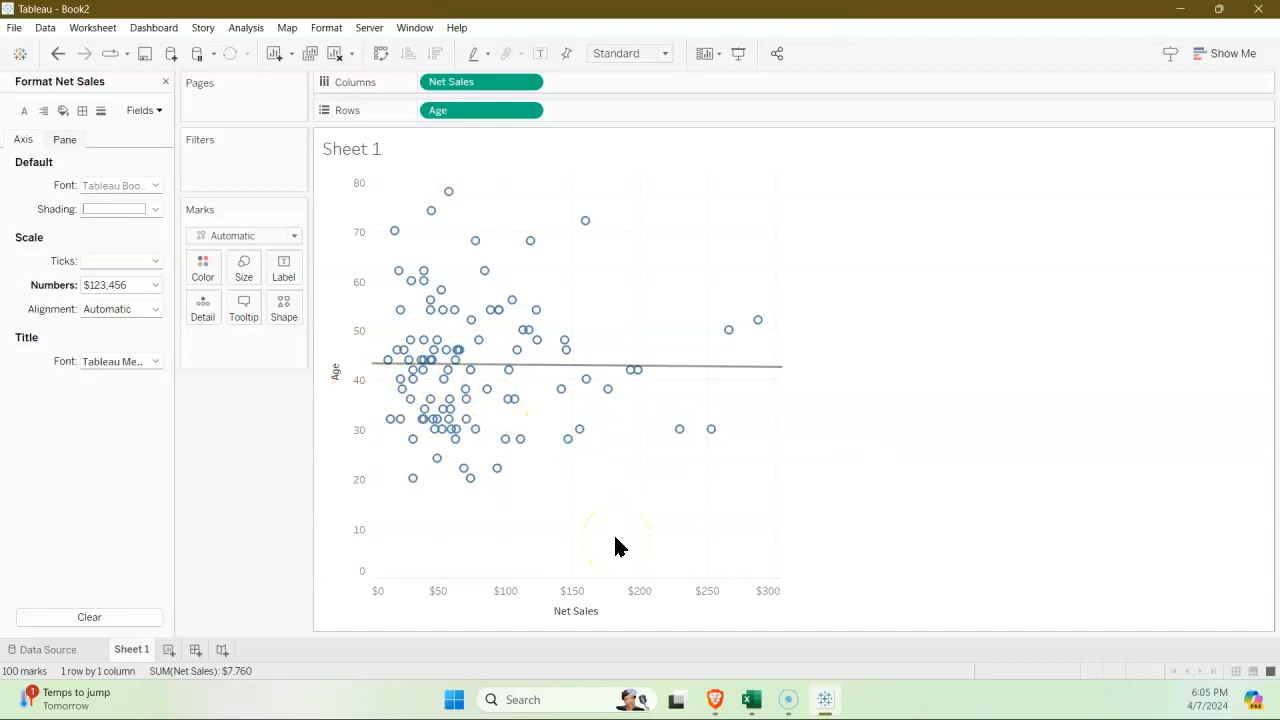 Tableau - Book2
File Data Worksheet Dashboard Story Analysis Map Format Server Window Help
Standard
Show Me
Format Net Sales
Fields
Axis Pane
Default
Font: Tableau Boo...
Shading:
Scale
Ticks:
Numbers: $123,456
Alignment: Automatic
Title
Font: Tableau Me..
Clear
Pages
Filters
Marks
Automatic
Color Size Label
Detail Tooltip Shape
Columns Net Sales
Rows Age
Sheet 1
80
70
60
50
40
30
20
10
0
Age
$0 $50 $100 $150 $200 $250 $300
Net Sales
Data Source Sheet 1
100 marks 1 row by 1 column SUM(Net Sales): $7,760
1
Temps to jump
Tomorrow
Search
6:05 PM
4/7/2024
PRE